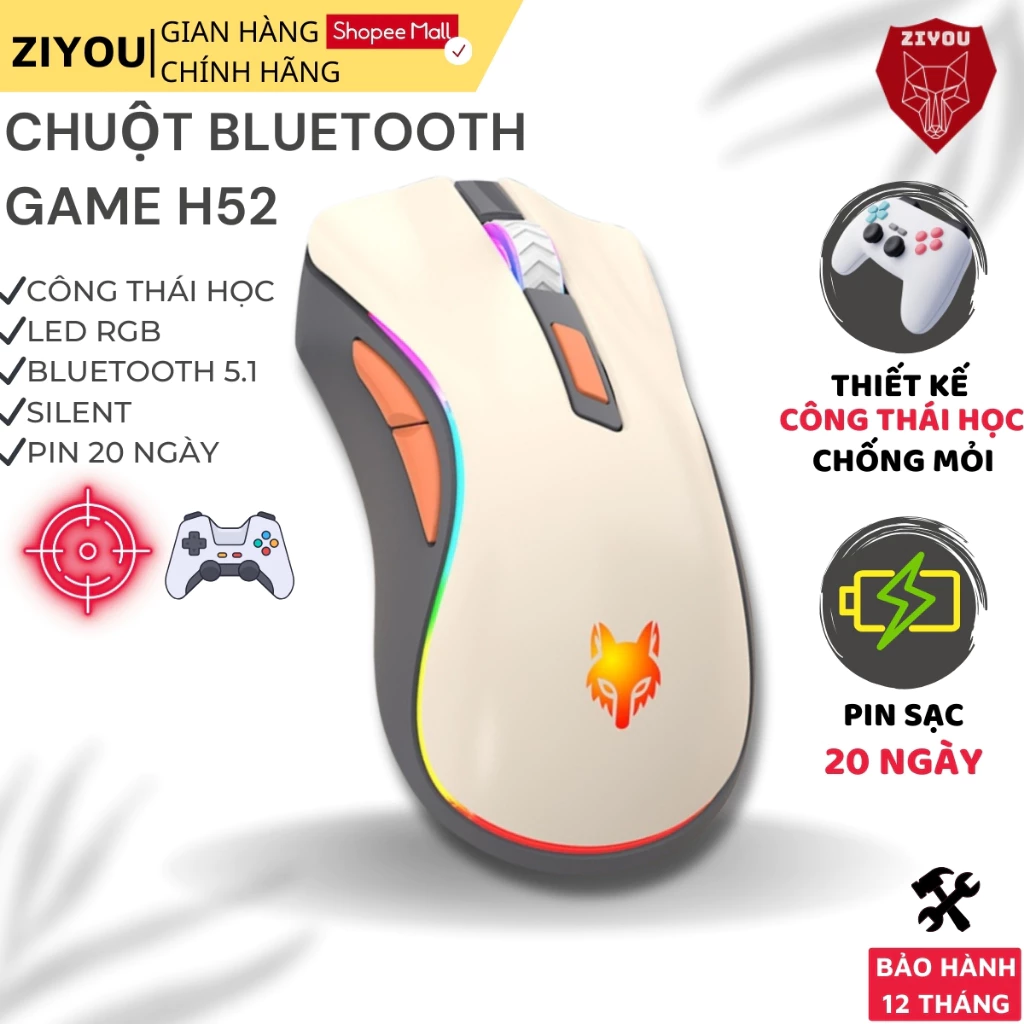 ZIYOU
GIAN HÀNG Shopee Mall
CHÍNH HÃNG
ZIYOU
CHUỘT BLUETOOTH
GAME H52
CÔNG THÁI HỌC
LED RGB
BLUETOOTH 5.1
SILENT
PIN 20 NGÀY
THIẾT KẾ
CÔNG THÁI HỌC
CHỐNG MỎI
PIN SẠC
20 NGÀY
BẢO HÀNH
12 THÁNG